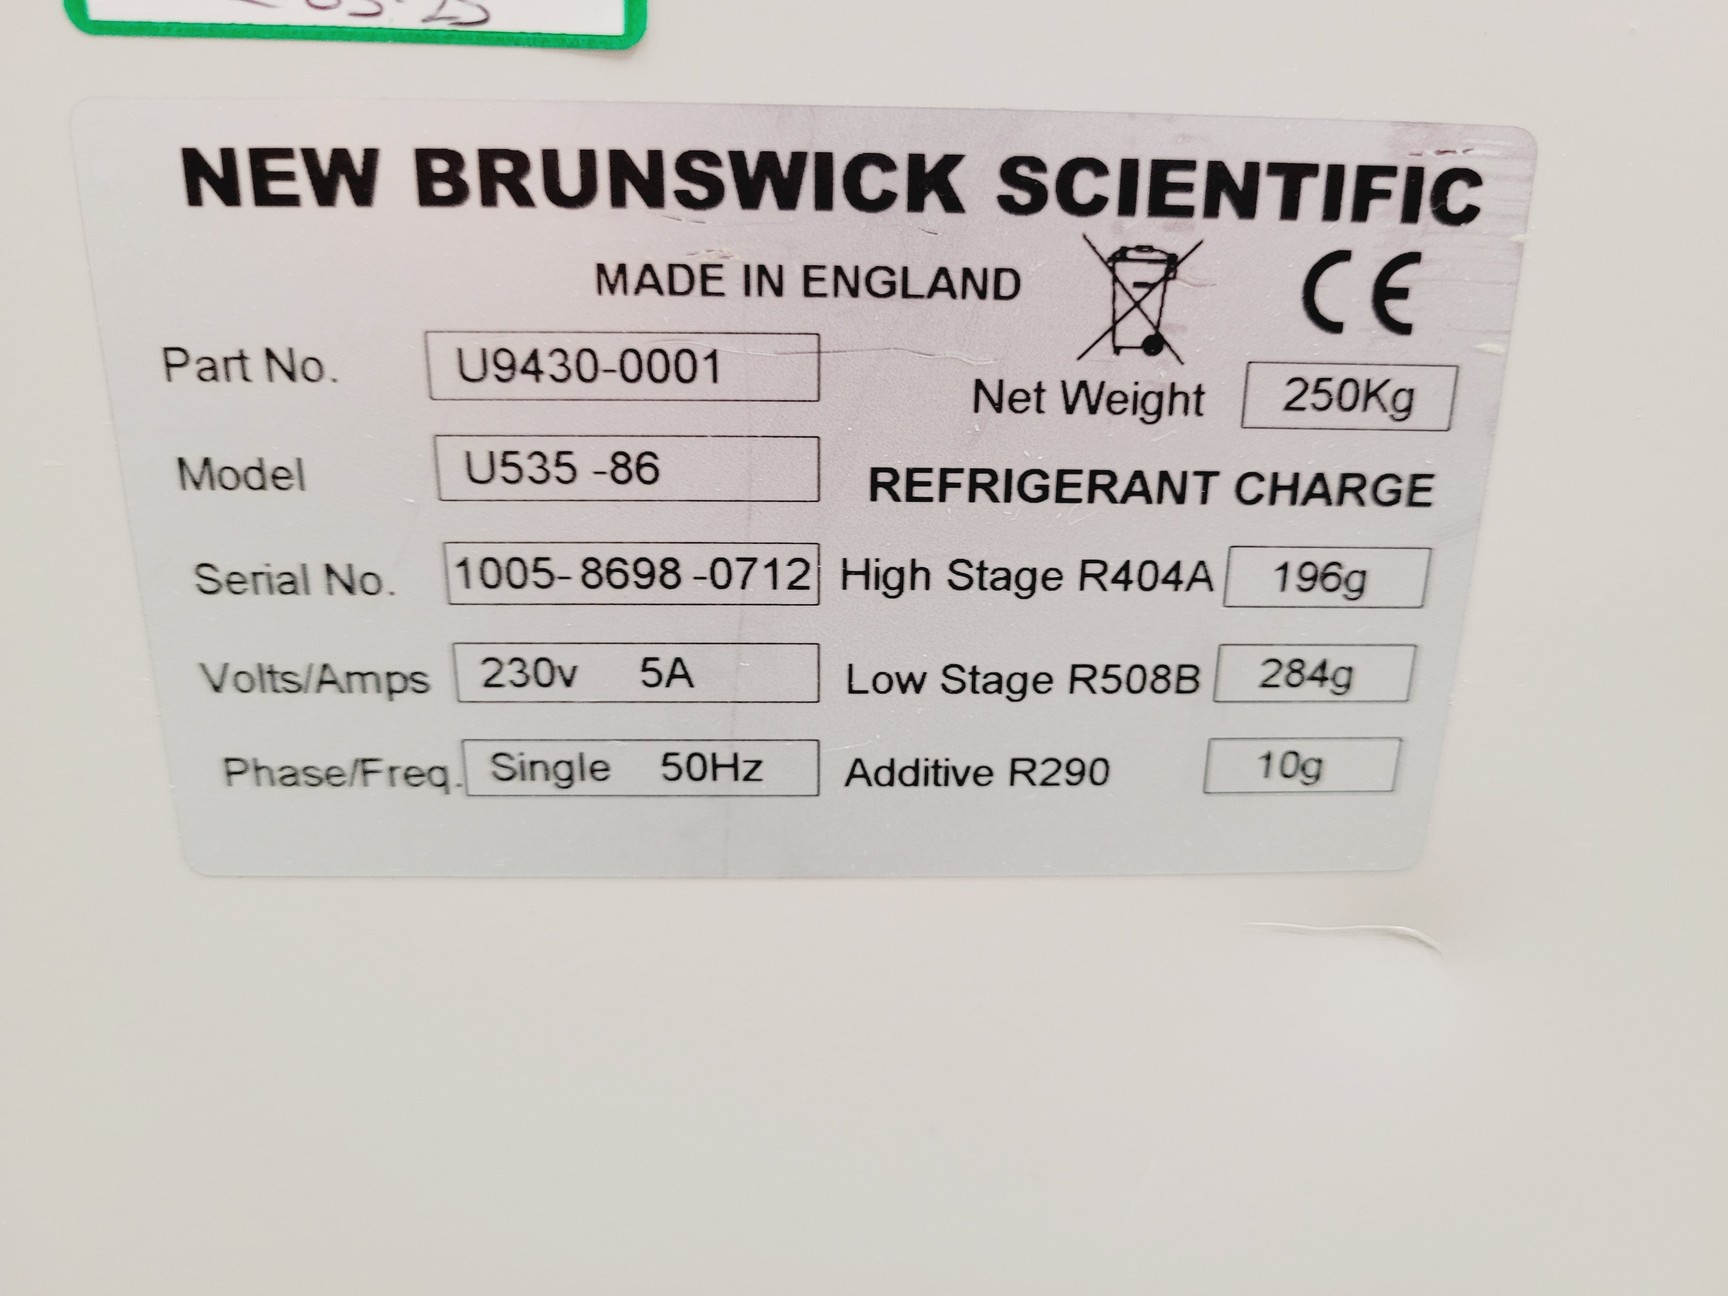 NEW BRUNSWICK SCIENTIFIC
MADE IN ENGLAND
CE
Part No. U9430-0001
Net Weight 250Kg
Model U535 -86
REFRIGERANT CHARGE
Serial No. 1005-8698-0712 High Stage R404A 196g
Volts/Amps 230v 5A Low Stage R508B 284g
Phase/Freq. Single 50Hz Additive R290 10g